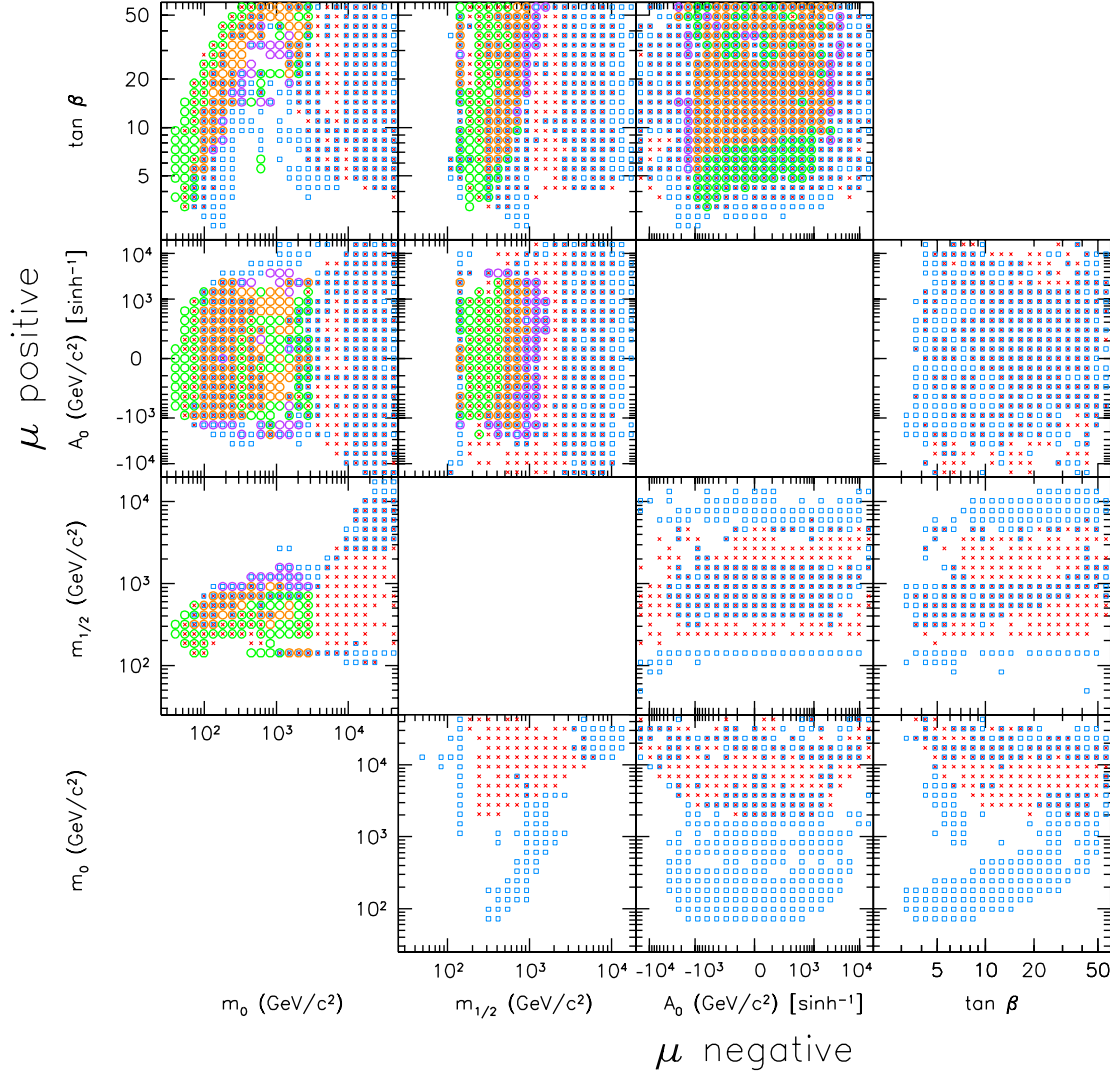 50
20
10
5
tan β
10⁴
10³
0
-10³
-10⁴
A₀ (GeV/c²) [sinh⁻¹]
μ positive
10⁴
10³
10²
m₁/₂ (GeV/c²)
10² 10³ 10⁴
10⁴
10³
10²
m₀ (GeV/c²)
10² 10³ 10⁴
-10⁴ -10³ 0 10³ 10⁴
5 10 20 50
m₀ (GeV/c²)
m₁/₂ (GeV/c²)
A₀ (GeV/c²) [sinh⁻¹]
tan β
μ negative